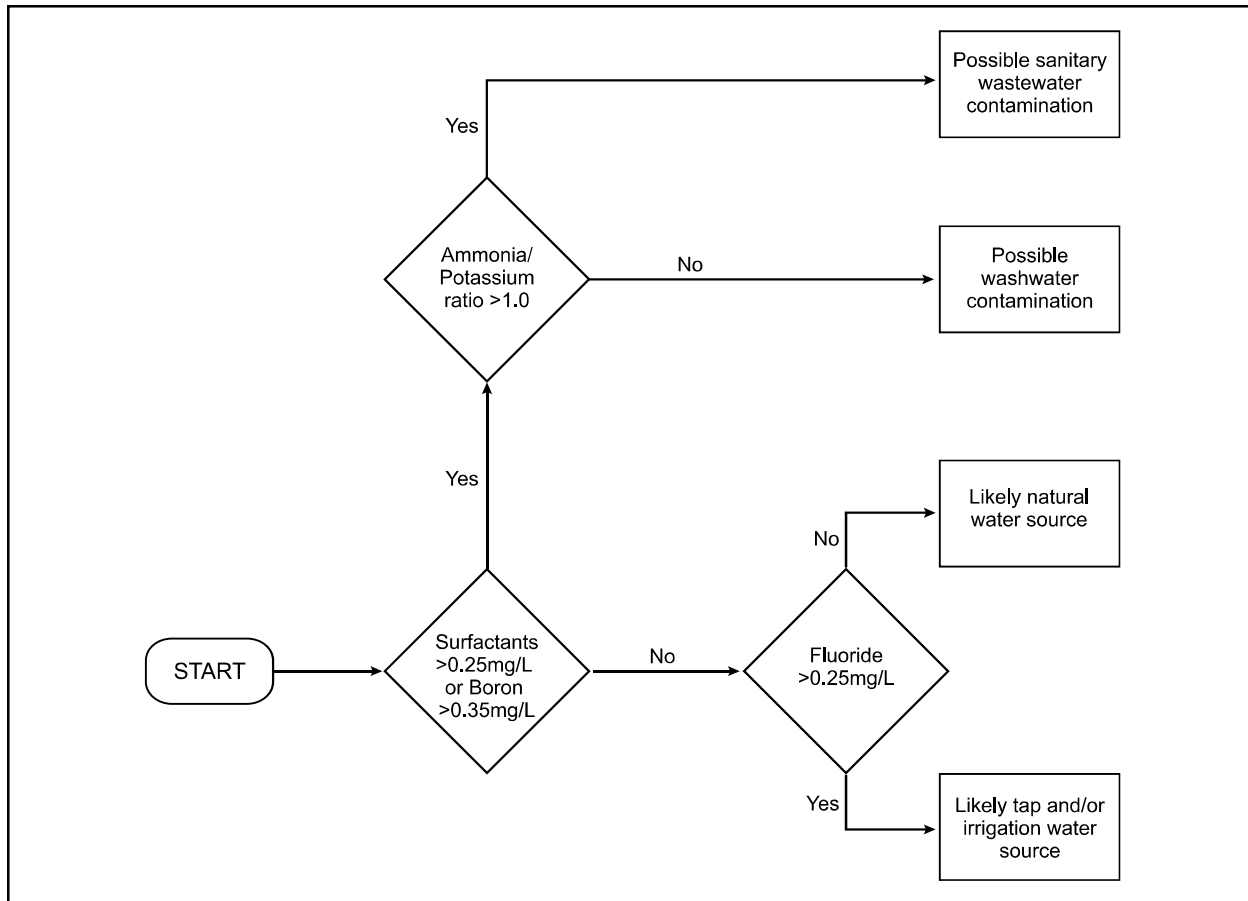 Possible sanitary
wastewater
contamination
Yes
Ammonia/
Potassium
ratio >1.0
No
Possible
washwater
contamination
Yes
Likely natural
water source
No
START
Surfactants
>0.25mg/L
or Boron
>0.35mg/L
No
Fluoride
>0.25mg/L
Yes
Likely tap and/or
irrigation water
source